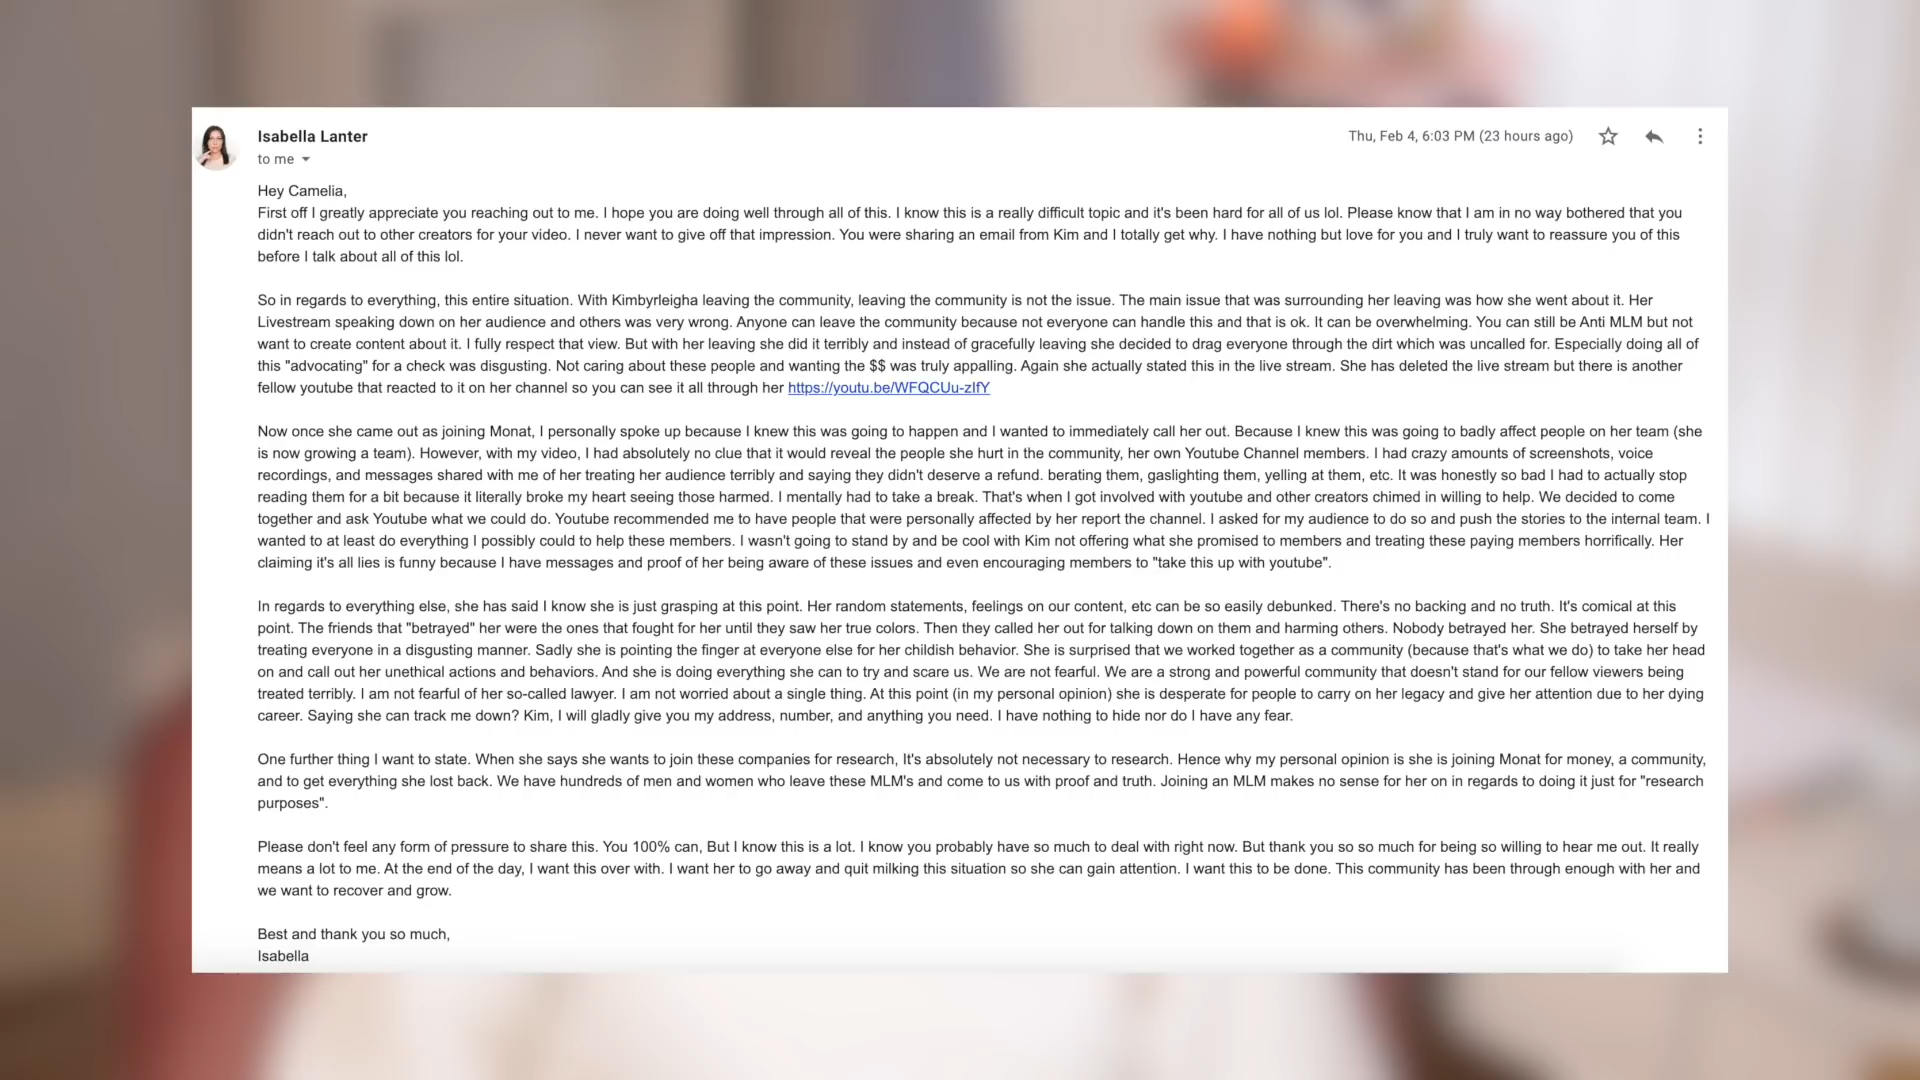 Isabella Lanter
Thu, Feb 4, 6:03 PM (23 hours ago)
to me
Hey Camelia,
First off I greatly appreciate you reaching out to me. I hope you are doing well through all of this. I know this is a really difficult topic and it's been hard for all of us lol. Please know that I am in no way bothered that you
didn't reach out to other creators for your video. I never want to give off that impression. You were sharing an email from Kim and I totally get why. I have nothing but love for you and I truly want to reassure you of this
before I talk about all of this lol.
So in regards to everything, this entire situation. With Kimbyrleigha leaving the community, leaving the community is not the issue. The main issue that was surrounding her leaving was how she went about it. Her
Livestream speaking down on her audience and others was very wrong. Anyone can leave the community because not everyone can handle this and that is ok. It can be overwhelming. You can still be Anti MLM but not
want to create content about it. I fully respect that view. But with her leaving she did it terribly and instead of gracefully leaving she decided to drag everyone through the dirt which was uncalled for. Especially doing all of
this "advocating" for a check was disgusting. Not caring about these people and wanting the $$ was truly appalling. Again she actually stated this in the live stream. She has deleted the live stream but there is another
fellow youtube that reacted to it on her channel so you can see it all through her https://youtu.be/WFQCUu-zIfY
Now once she came out as joining Monat, I personally spoke up because I knew this was going to happen and I wanted to immediately call her out. Because I knew this was going to badly affect people on her team (she
is now growing a team). However, with my video, I had absolutely no clue that it would reveal the people she hurt in the community, her own Youtube Channel members. I had crazy amounts of screenshots, voice
recordings, and messages shared with me of her treating her audience terribly and saying they didn't deserve a refund. berating them, gaslighting them, yelling at them, etc. It was honestly so bad I had to actually stop
reading them for a bit because it literally broke my heart seeing those harmed. I mentally had to take a break. That's when I got involved with youtube and other creators chimed in willing to help. We decided to come
together and ask Youtube what we could do. Youtube recommended me to have people that were personally affected by her report the channel. I asked for my audience to do so and push the stories to the internal team. I
wanted to at least do everything I possibly could to help these members. I wasn't going to stand by and be cool with Kim not offering what she promised to members and treating these paying members horrifically. Her
claiming it's all lies is funny because I have messages and proof of her being aware of these issues and even encouraging members to "take this up with youtube".
In regards to everything else, she has said I know she is just grasping at this point. Her random statements, feelings on our content, etc can be so easily debunked. There's no backing and no truth. It's comical at this
point. The friends that "betrayed" her were the ones that fought for her until they saw her true colors. Then they called her out for talking down on them and harming others. Nobody betrayed her. She betrayed herself by
treating everyone in a disgusting manner. Sadly she is pointing the finger at everyone else for her childish behavior. She is surprised that we worked together as a community (because that's what we do) to take her head
on and call out her unethical actions and behaviors. And she is doing everything she can to try and scare us. We are not fearful. We are a strong and powerful community that doesn't stand for our fellow viewers being
treated terribly. I am not fearful of her so-called lawyer. I am not worried about a single thing. At this point (in my personal opinion) she is desperate for people to carry on her legacy and give her attention due to her dying
career. Saying she can track me down? Kim, I will gladly give you my address, number, and anything you need. I have nothing to hide nor do I have any fear.
One further thing I want to state. When she says she wants to join these companies for research, It's absolutely not necessary to research. Hence why my personal opinion is she is joining Monat for money, a community,
and to get everything she lost back. We have hundreds of men and women who leave these MLM's and come to us with proof and truth. Joining an MLM makes no sense for her on in regards to doing it just for "research
purposes".
Please don't feel any form of pressure to share this. You 100% can, But I know this is a lot. I know you probably have so much to deal with right now. But thank you so so much for being so willing to hear me out. It really
means a lot to me. At the end of the day, I want this over with. I want her to go away and quit milking this situation so she can gain attention. I want this to be done. This community has been through enough with her and
we want to recover and grow.
Best and thank you so much,
Isabella